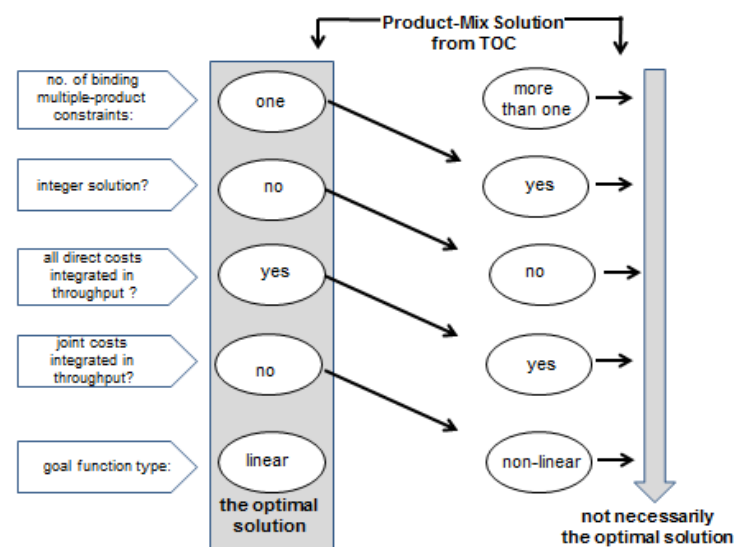 Product-Mix Solution
from TOC
no. of binding
multiple-product
constraints:
one
more
than one
integer solution?
no
yes
all direct costs
integrated in
throughput ?
yes
no
joint costs
integrated in
throughput?
no
yes
goal function type:
linear
non-linear
the optimal
solution
not necessarily
the optimal solution